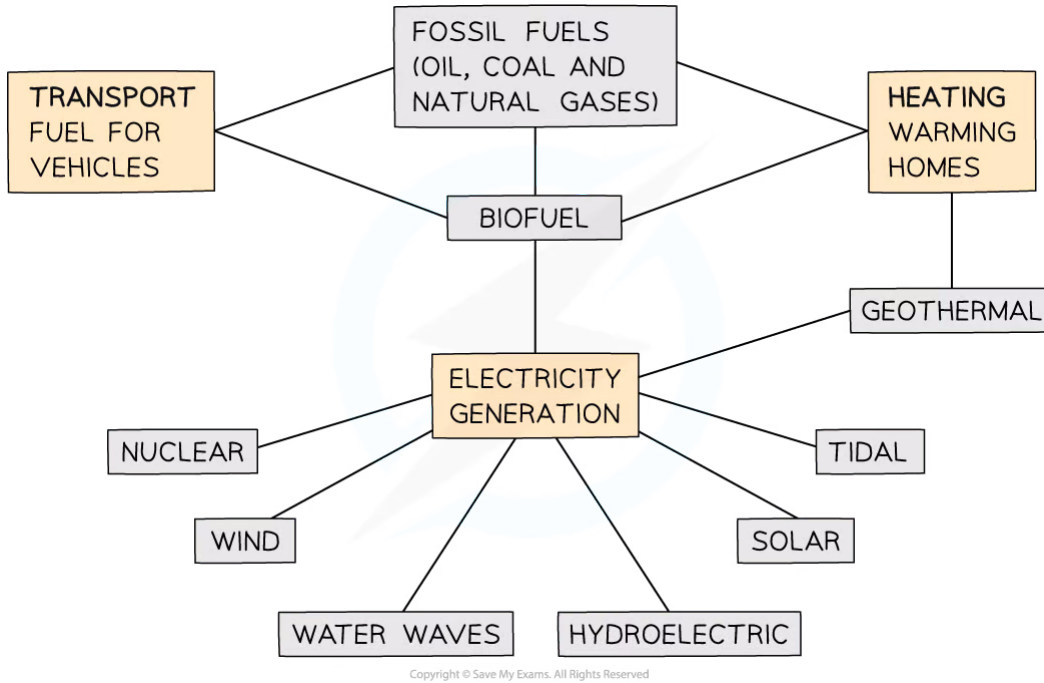 FOSSIL FUELS
(OIL, COAL AND
NATURAL GASES)
TRANSPORT
FUEL FOR
VEHICLES
HEATING
WARMING
HOMES
BIOFUEL
GEOTHERMAL
ELECTRICITY
GENERATION
NUCLEAR
TIDAL
WIND
SOLAR
WATER WAVES
HYDROELECTRIC
Copyright © Save My Exams. All Rights Reserved